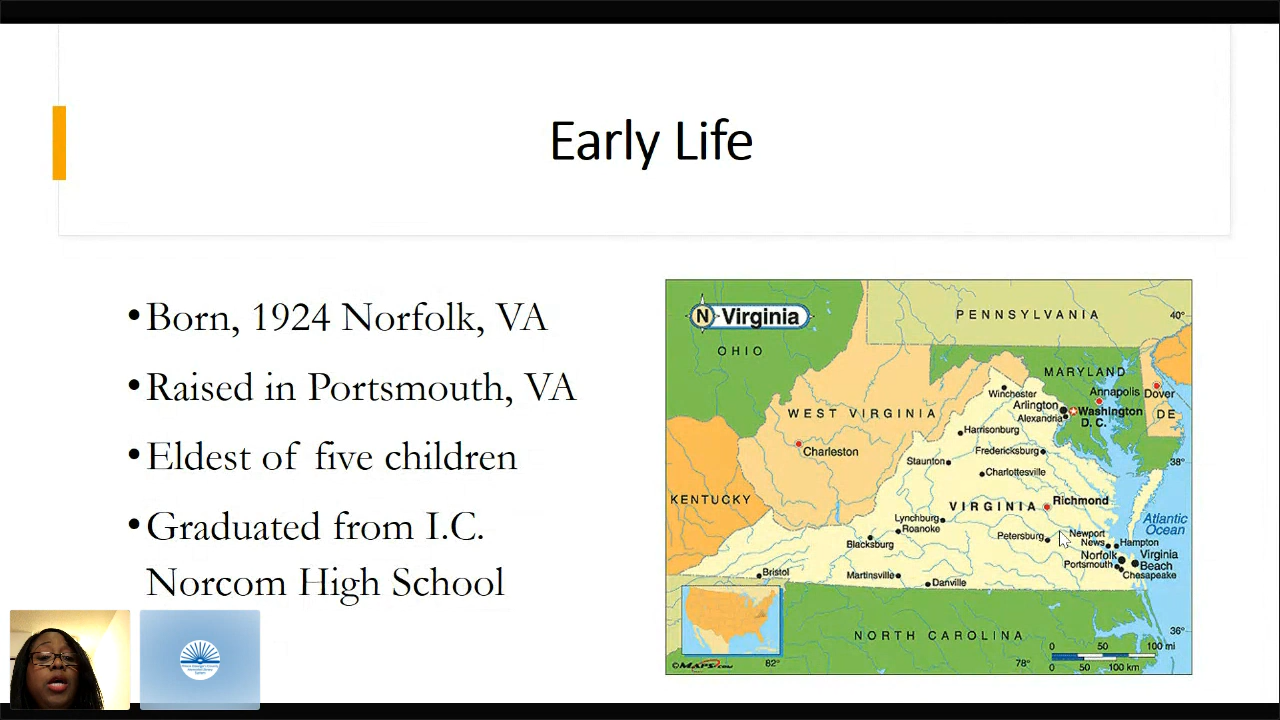 Early Life
•Born, 1924 Norfolk, VA
•Raised in Portsmouth, VA
•Eldest of five children
•Graduated from I.C.
Norcom High School
N Virginia
PENNSYLVANIA
40°
OHIO
MARYLAND
Winchester
Annapolis
Dover
Arlington
Washington
D. C.
DE
Alexandria
WEST VIRGINIA
Harrisonburg
Charleston
Fredericksburg
Staunton
38°
Charlottesville
KENTUCKY
Richmond
VIRGINIA
Lynchburg
Roanoke
Atlantic
Ocean
Petersburg
Newport
News
Hampton
Blacksburg
Norfolk
Virginia
Beach
Portsmouth
Chesapeake
Bristol
Martinsville
Danville
NORTH CAROLINA
36°
0 50 100 mi
0 50 100 km
©MAPS.com
82°
78°